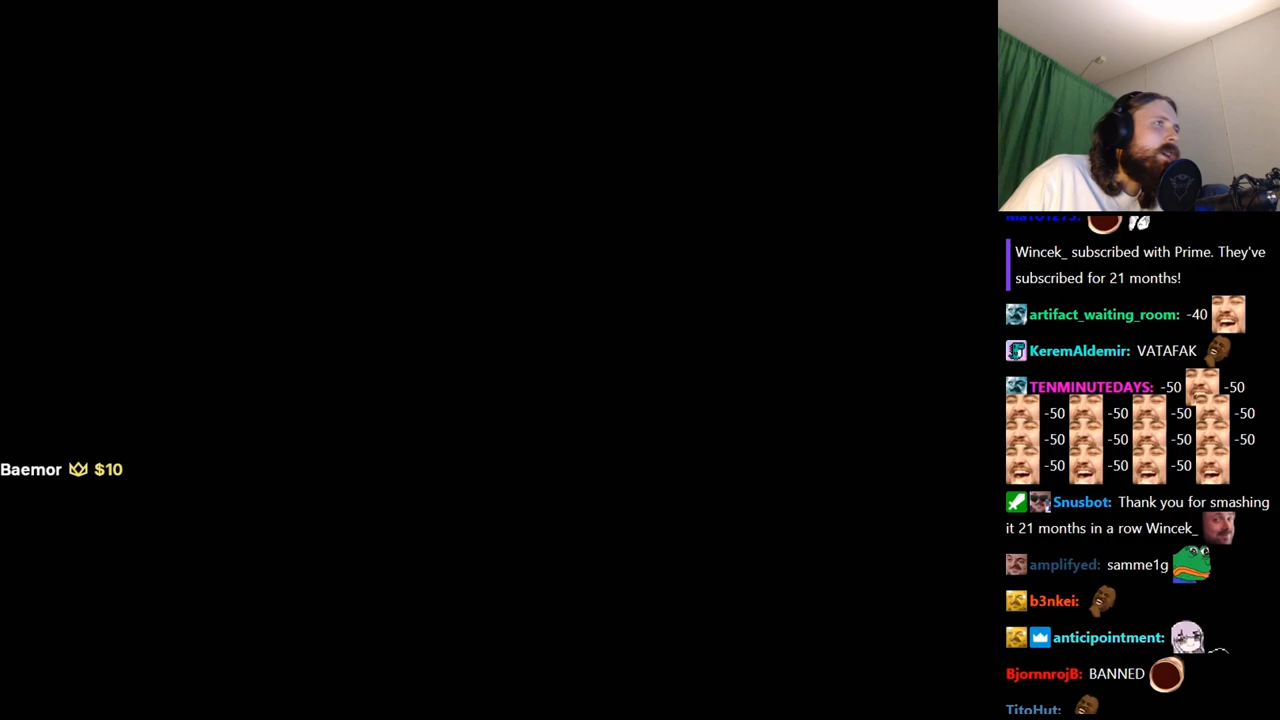 Wincek_ subscribed with Prime. They've
subscribed for 21 months!
artifact_waiting_room: -40
KeremAldemir: VATAFAK
TENMINUTEDAYS: -50 -50
-50 -50 -50 -50
-50 -50 -50 -50
-50 -50 -50
Baemor $10
Snusbot: Thank you for smashing
it 21 months in a row Wincek_
amplifyed: samme1g
b3nkei:
anticipointment:
BjornnrojB: BANNED
TitoHut: